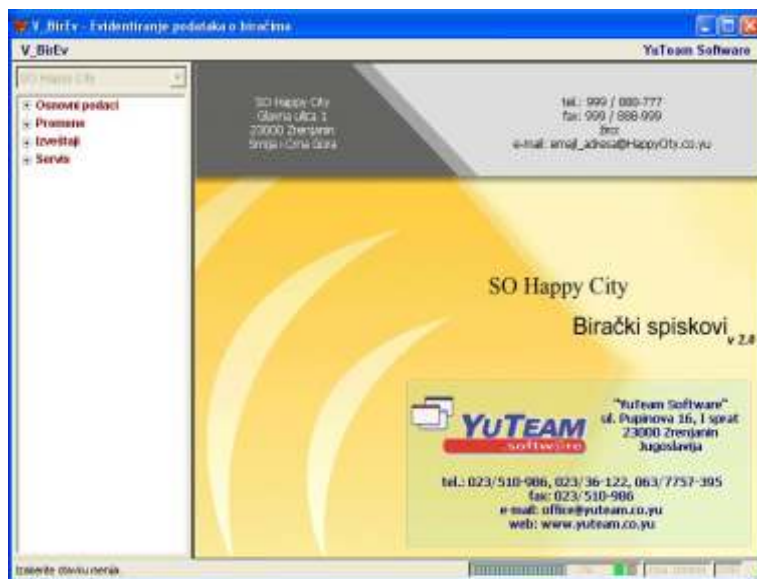 V_BirEv - Evidentiranje podataka o biračima
V_BirEv
YuTeam Software
SO Happy City
Osnovni podaci
Promene
Izveštaji
Servis
SO Happy City
Glavna ulica 1
23000 Zrenjanin
Srbija i Crna Gora
tel.: 999 / 888-777
fax: 999 / 888-999
e-mail: email_adresa@HappyCity.co.yu
SO Happy City
Birački spiskovi
v 2.0
YUTEAM
software
"YuTeam Software"
ul. Pupinova 16, I sprat
23000 Zrenjanin
Jugoslavija
tel.: 023/510-986, 023/36-122, 063/7757-395
fax: 023/510-986
e-mail: office@yuteam.co.yu
web: www.yuteam.co.yu
Izaberite stavku menija.